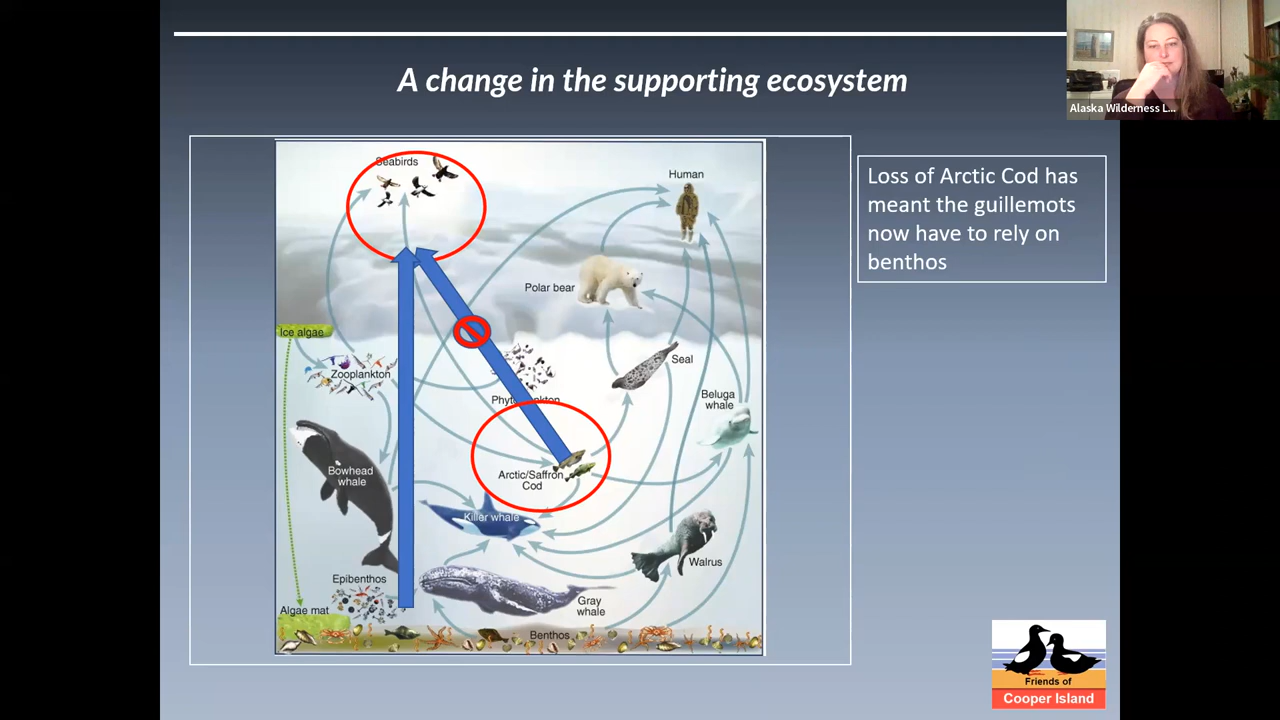 A change in the supporting ecosystem
Alaska Wilderness L...
Loss of Arctic Cod has
meant the guillemots
now have to rely on
benthos
Seabirds
Human
Polar bear
Ice algae
Zooplankton
Seal
Phytoplankton
Beluga
whale
Bowhead
whale
Arctic/Saffron
Cod
Killer whale
Walrus
Epibenthos
Gray
whale
Algae mat
Benthos
Friends of
Cooper Island